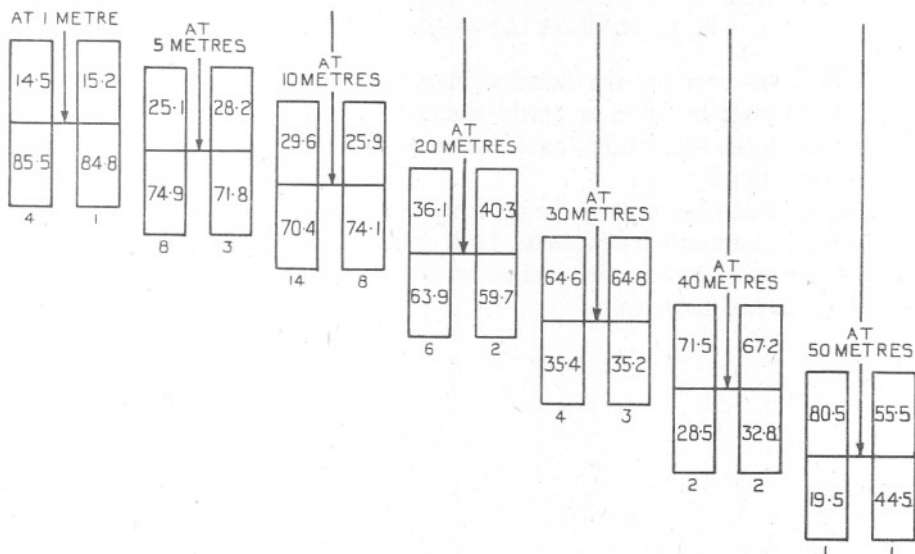 AT 1 METRE
14·5 15·2
85·5 84·8
4 1
AT
5 METRES
25·1 28·2
74·9 71·8
8 3
AT
10 METRES
29·6 25·9
70·4 74·1
14 8
AT
20 METRES
36·1 40·3
63·9 59·7
6 2
AT
30 METRES
64·6 64·8
35·4 35·2
4 3
AT
40 METRES
71·5 67·2
28·5 32·8
2 2
AT
50 METRES
80·5 55·5
19·5 44·5
1 1